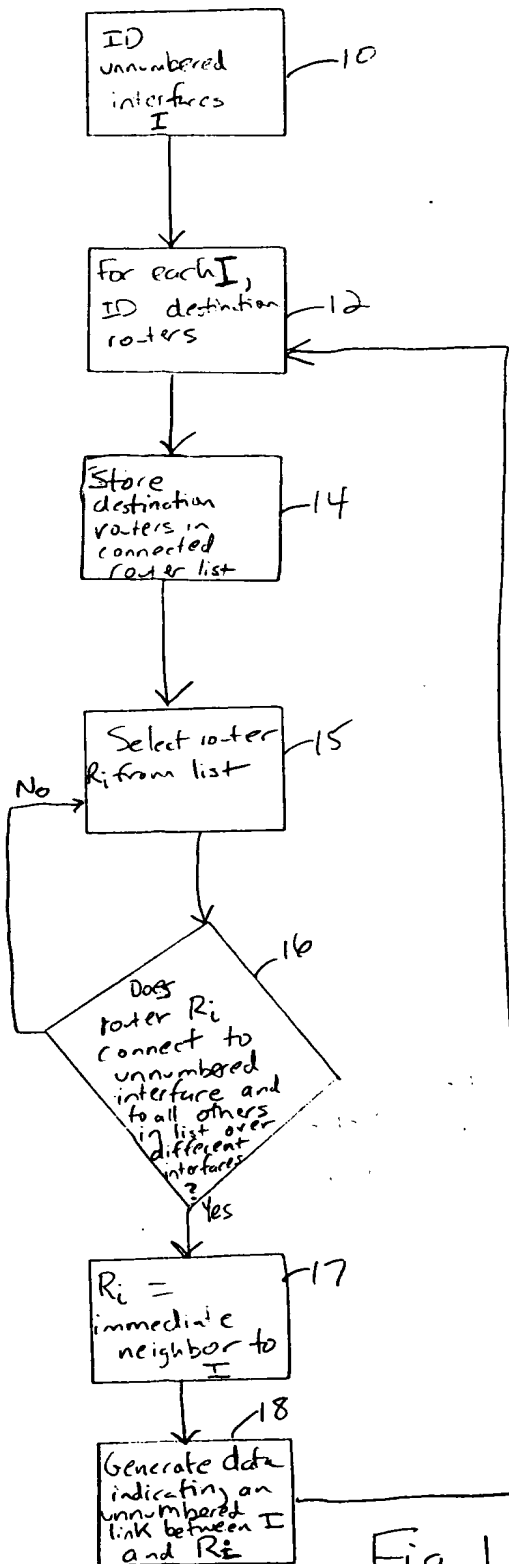 ID
unnumbered
interfaces
I
10
For each I,
ID destination
routers
12
Store
destination
routers in
connected
router list
14
Select router
Ri from list
15
No
Does
router Ri
connect to
unnumbered
interface and
to all others
in list over
different
interfaces
?
16
Yes
Ri =
immediate
neighbor to
I
17
Generate data
indicating an
unnumbered
link between I
and Ri
18
Fig 1